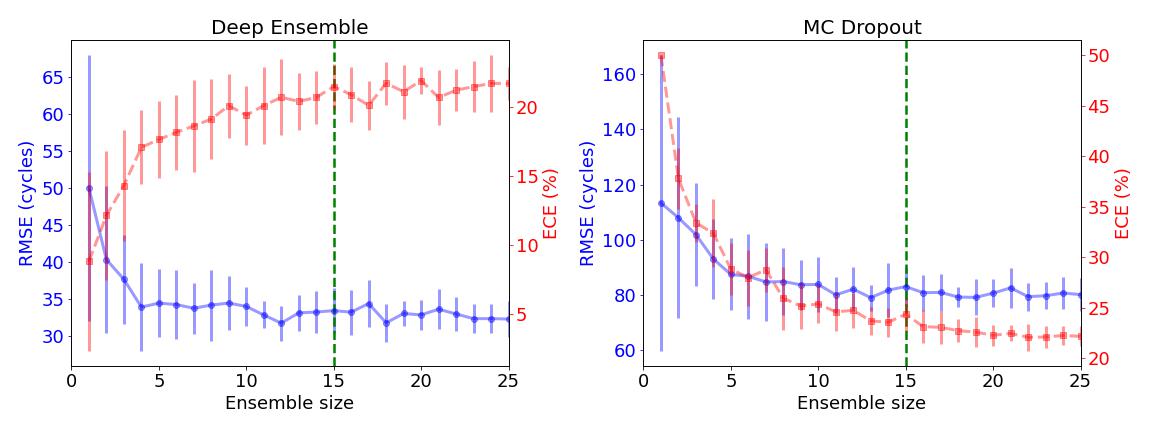 Deep Ensemble
RMSE (cycles)
65
60
55
50
45
40
35
30
20
15
10
5
ECE (%)
0 5 10 15 20 25
Ensemble size
MC Dropout
RMSE (cycles)
160
140
120
100
80
60
50
45
40
35
30
25
20
ECE (%)
0 5 10 15 20 25
Ensemble size